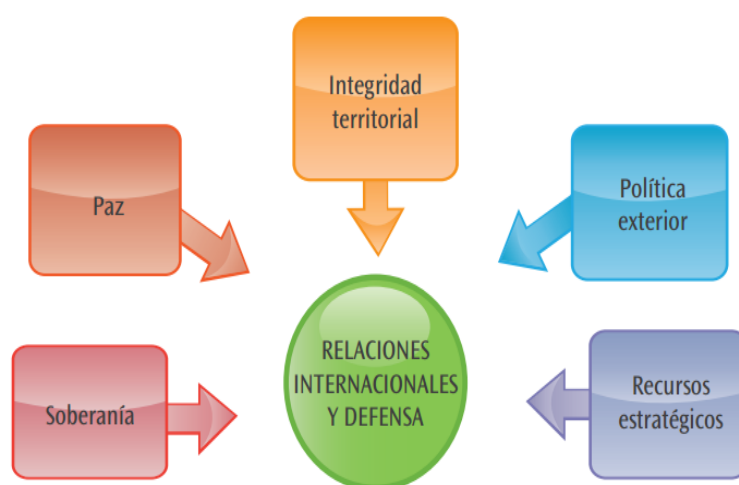 Integridad
territorial
Paz
Política
exterior
Soberanía
RELACIONES
INTERNACIONALES
Y DEFENSA
Recursos
estratégicos